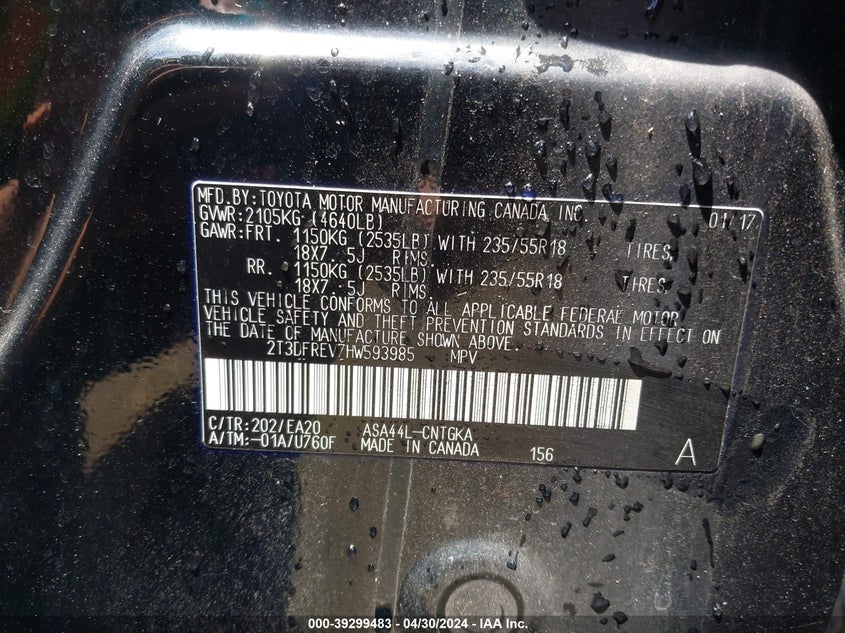 MFD.BY:TOYOTA MOTOR MANUFACTURING CANADA INC. 01/17
GVWR:2105KG (4640LB)
GAWR:FRT. 1150KG (2535LB) WITH 235/55R18 TIRES,
18X7. 5J RIMS.
RR. 1150KG (2535LB) WITH 235/55R18 TIRES
18X7. 5J RIMS.
THIS VEHICLE CONFORMS TO ALL APPLICABLE FEDERAL MOTOR
VEHICLE SAFETY AND THEFT PREVENTION STANDARDS IN EFFECT ON
THE DATE OF MANUFACTURE SHOWN ABOVE.
2T3DFREV7HW593985 MPV
C/TR:202/EA20 ASA44L-CNTGKA
A/TM:-01A/U760F MADE IN CANADA 156 A
000-39299483 - 04/30/2024 - IAA Inc.